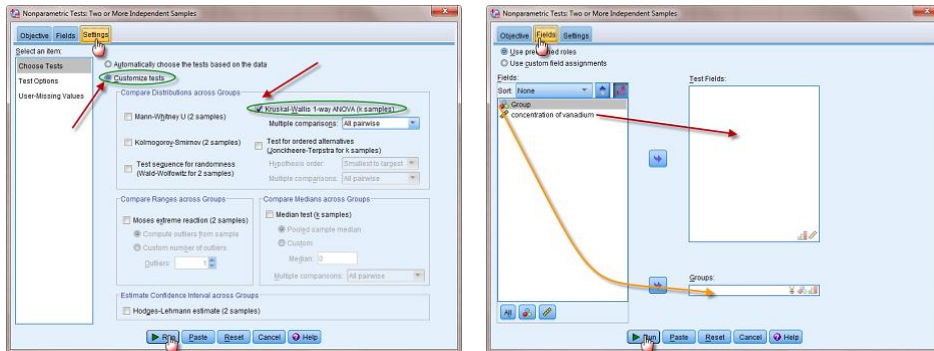 Nonparametric Tests: Two or More Independent Samples
Objective Fields Settings
Select an item:
Choose Tests
Test Options
User-Missing Values
Automatically choose the tests based on the data
Customize tests
Compare Distributions across Groups
Mann-Whitney U (2 samples)
Kolmogorov-Smirnov (2 samples)
Test sequence for randomness
(Wald-Wolfowitz for 2 samples)
Kruskal-Wallis 1-way ANOVA (k samples)
Multiple comparisons: All pairwise
Test for ordered alternatives
(Jonckheere-Terpstra for k samples)
Hypothesis order: Smallest to largest
Multiple comparisons: All pairwise
Compare Ranges across Groups
Moses extreme reaction (2 samples)
Compute outliers from sample
Custom number of outliers
Outliers: 1
Compare Medians across Groups
Median test (k samples)
Pooled sample median
Custom
Median: 0
Multiple comparisons: All pairwise
Estimate Confidence Interval across Groups
Hodges-Lehmann estimate (2 samples)
Run Paste Reset Cancel Help
Nonparametric Tests: Two or More Independent Samples
Objective Fields Settings
Use predefined roles
Use custom field assignments
Fields:
Sort: None
Group
concentration of vanadium
All
Test Fields:
Groups:
Run Paste Reset Cancel Help